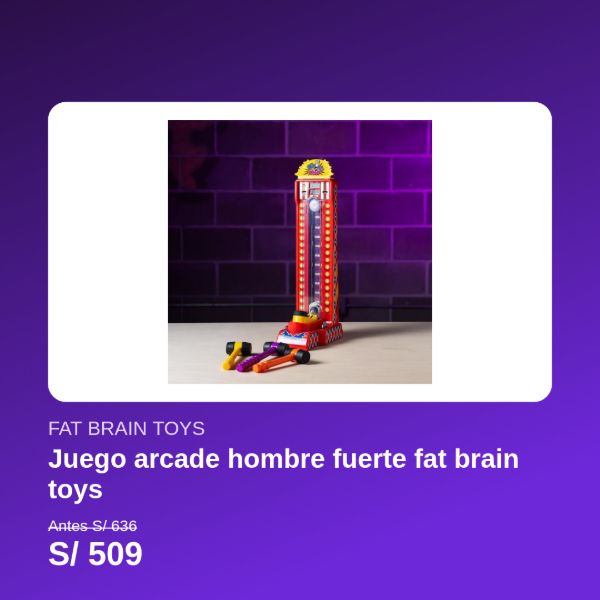 FAT BRAIN TOYS
Juego arcade hombre fuerte fat brain
toys
Antes S/ 636
S/ 509